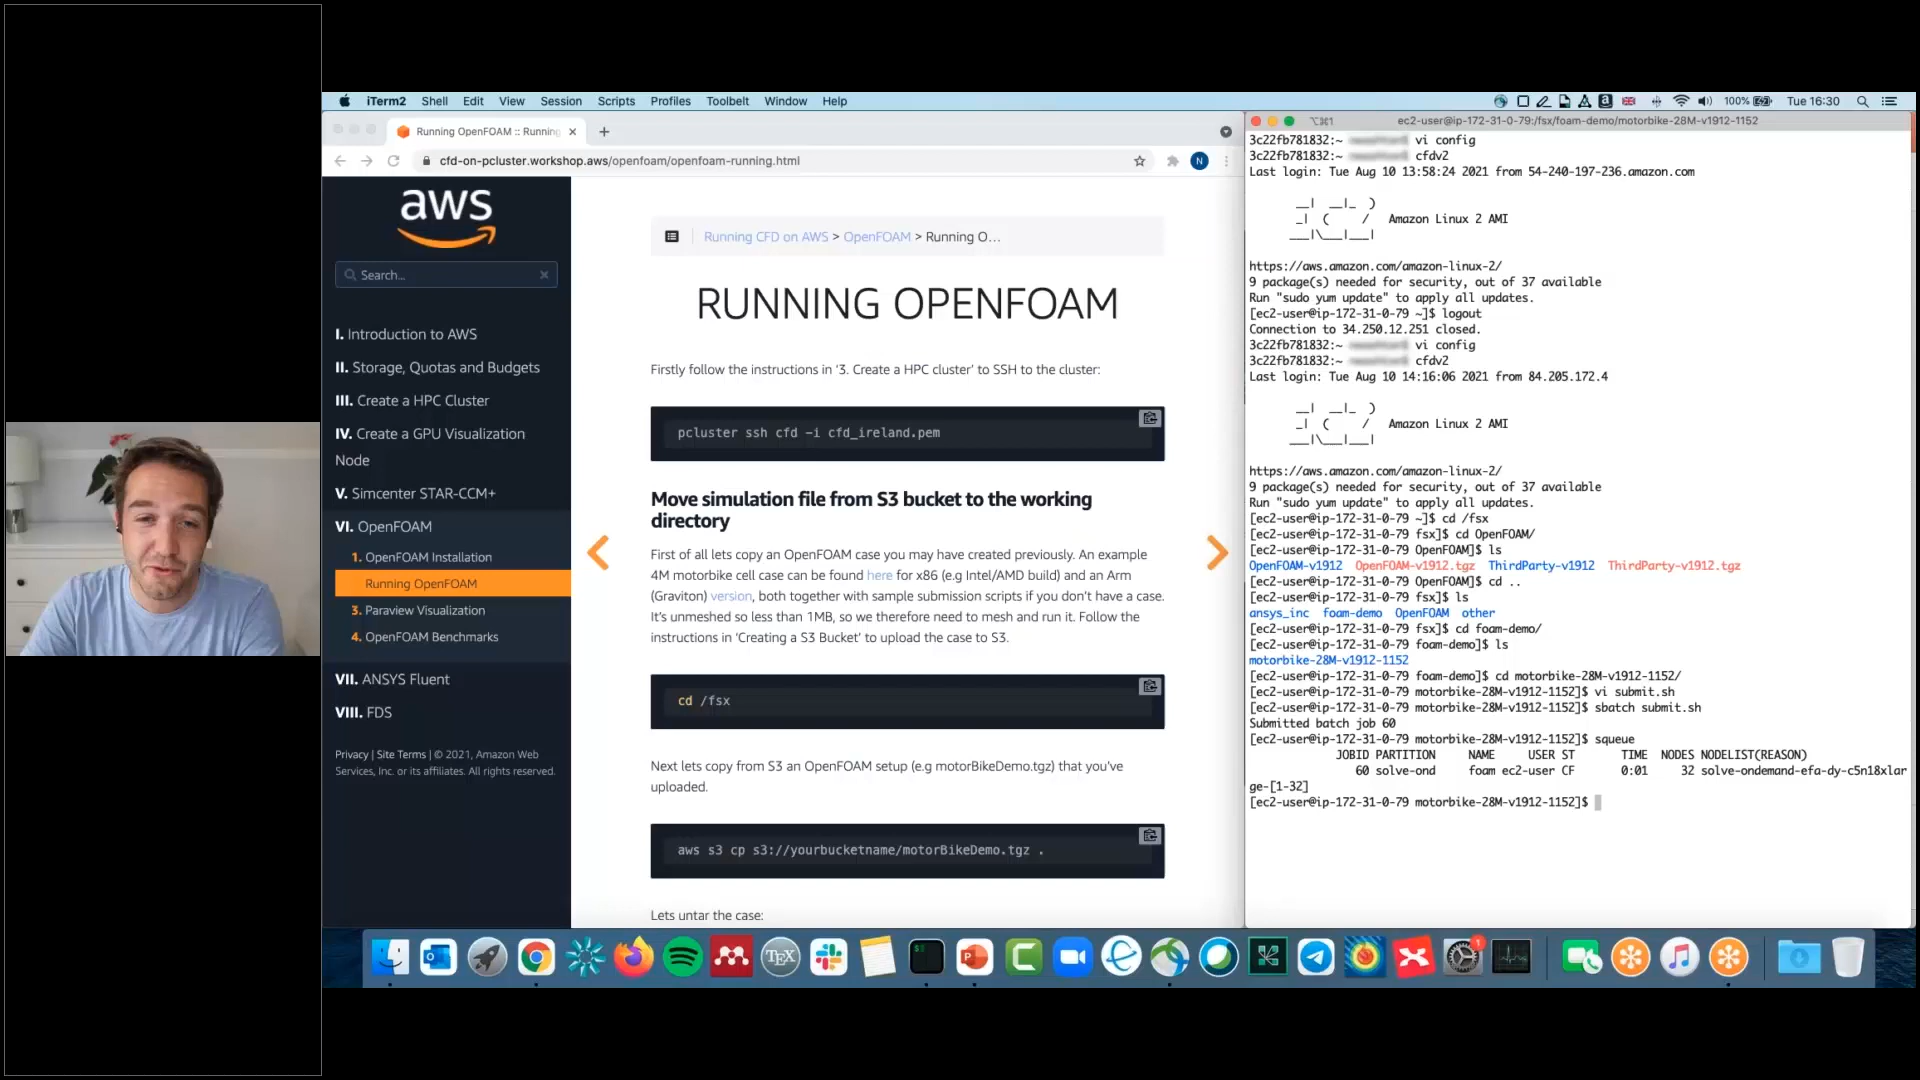 iTerm2 Shell Edit View Session Scripts Profiles Toolbelt Window Help
100% Tue 16:30
Running OpenFOAM :: Running
cfd-on-pcluster.workshop.aws/openfoam/openfoam-running.html
N
aws
Search...
I. Introduction to AWS
II. Storage, Quotas and Budgets
III. Create a HPC Cluster
IV. Create a GPU Visualization
Node
V. Simcenter STAR-CCM+
VI. OpenFOAM
1. OpenFOAM Installation
Running OpenFOAM
3. Paraview Visualization
4. OpenFOAM Benchmarks
VII. ANSYS Fluent
VIII. FDS
Privacy | Site Terms | © 2021, Amazon Web
Services, Inc. or its affiliates. All rights reserved.
Running CFD on AWS > OpenFOAM > Running O...
RUNNING OPENFOAM
Firstly follow the instructions in '3. Create a HPC cluster' to SSH to the cluster:
pcluster ssh cfd -i cfd_ireland.pem
Move simulation file from S3 bucket to the working
directory
First of all lets copy an OpenFOAM case you may have created previously. An example
4M motorbike cell case can be found here for x86 (e.g Intel/AMD build) and an Arm
(Graviton) version, both together with sample submission scripts if you don't have a case.
It's unmeshed so less than 1MB, so we therefore need to mesh and run it. Follow the
instructions in 'Creating a S3 Bucket' to upload the case to S3.
cd /fsx
Next lets copy from S3 an OpenFOAM setup (e.g motorBikeDemo.tgz) that you've
uploaded.
aws s3 cp s3://yourbucketname/motorBikeDemo.tgz .
Lets untar the case:
⌥⌘1 ec2-user@ip-172-31-0-79:/fsx/foam-demo/motorbike-28M-v1912-1152
3c22fb781832:~ vi config
3c22fb781832:~ cfdv2
Last login: Tue Aug 10 13:58:24 2021 from 54-240-197-236.amazon.com
__| __|_ )
_| ( / Amazon Linux 2 AMI
___|\___|___|
https://aws.amazon.com/amazon-linux-2/
9 package(s) needed for security, out of 37 available
Run "sudo yum update" to apply all updates.
[ec2-user@ip-172-31-0-79 ~]$ logout
Connection to 34.250.12.251 closed.
3c22fb781832:~ vi config
3c22fb781832:~ cfdv2
Last login: Tue Aug 10 14:16:06 2021 from 84.205.172.4
__| __|_ )
_| ( / Amazon Linux 2 AMI
___|\___|___|
https://aws.amazon.com/amazon-linux-2/
9 package(s) needed for security, out of 37 available
Run "sudo yum update" to apply all updates.
[ec2-user@ip-172-31-0-79 ~]$ cd /fsx
[ec2-user@ip-172-31-0-79 fsx]$ cd OpenFOAM/
[ec2-user@ip-172-31-0-79 OpenFOAM]$ ls
OpenFOAM-v1912 OpenFOAM-v1912.tgz ThirdParty-v1912 ThirdParty-v1912.tgz
[ec2-user@ip-172-31-0-79 OpenFOAM]$ cd ..
[ec2-user@ip-172-31-0-79 fsx]$ ls
ansys_inc foam-demo OpenFOAM other
[ec2-user@ip-172-31-0-79 fsx]$ cd foam-demo/
[ec2-user@ip-172-31-0-79 foam-demo]$ ls
motorbike-28M-v1912-1152
[ec2-user@ip-172-31-0-79 foam-demo]$ cd motorbike-28M-v1912-1152/
[ec2-user@ip-172-31-0-79 motorbike-28M-v1912-1152]$ vi submit.sh
[ec2-user@ip-172-31-0-79 motorbike-28M-v1912-1152]$ sbatch submit.sh
Submitted batch job 60
[ec2-user@ip-172-31-0-79 motorbike-28M-v1912-1152]$ squeue
JOBID PARTITION NAME USER ST TIME NODES NODELIST(REASON)
60 solve-ond foam ec2-user CF 0:01 32 solve-ondemand-efa-dy-c5n18xlar
ge-[1-32]
[ec2-user@ip-172-31-0-79 motorbike-28M-v1912-1152]$
TEX